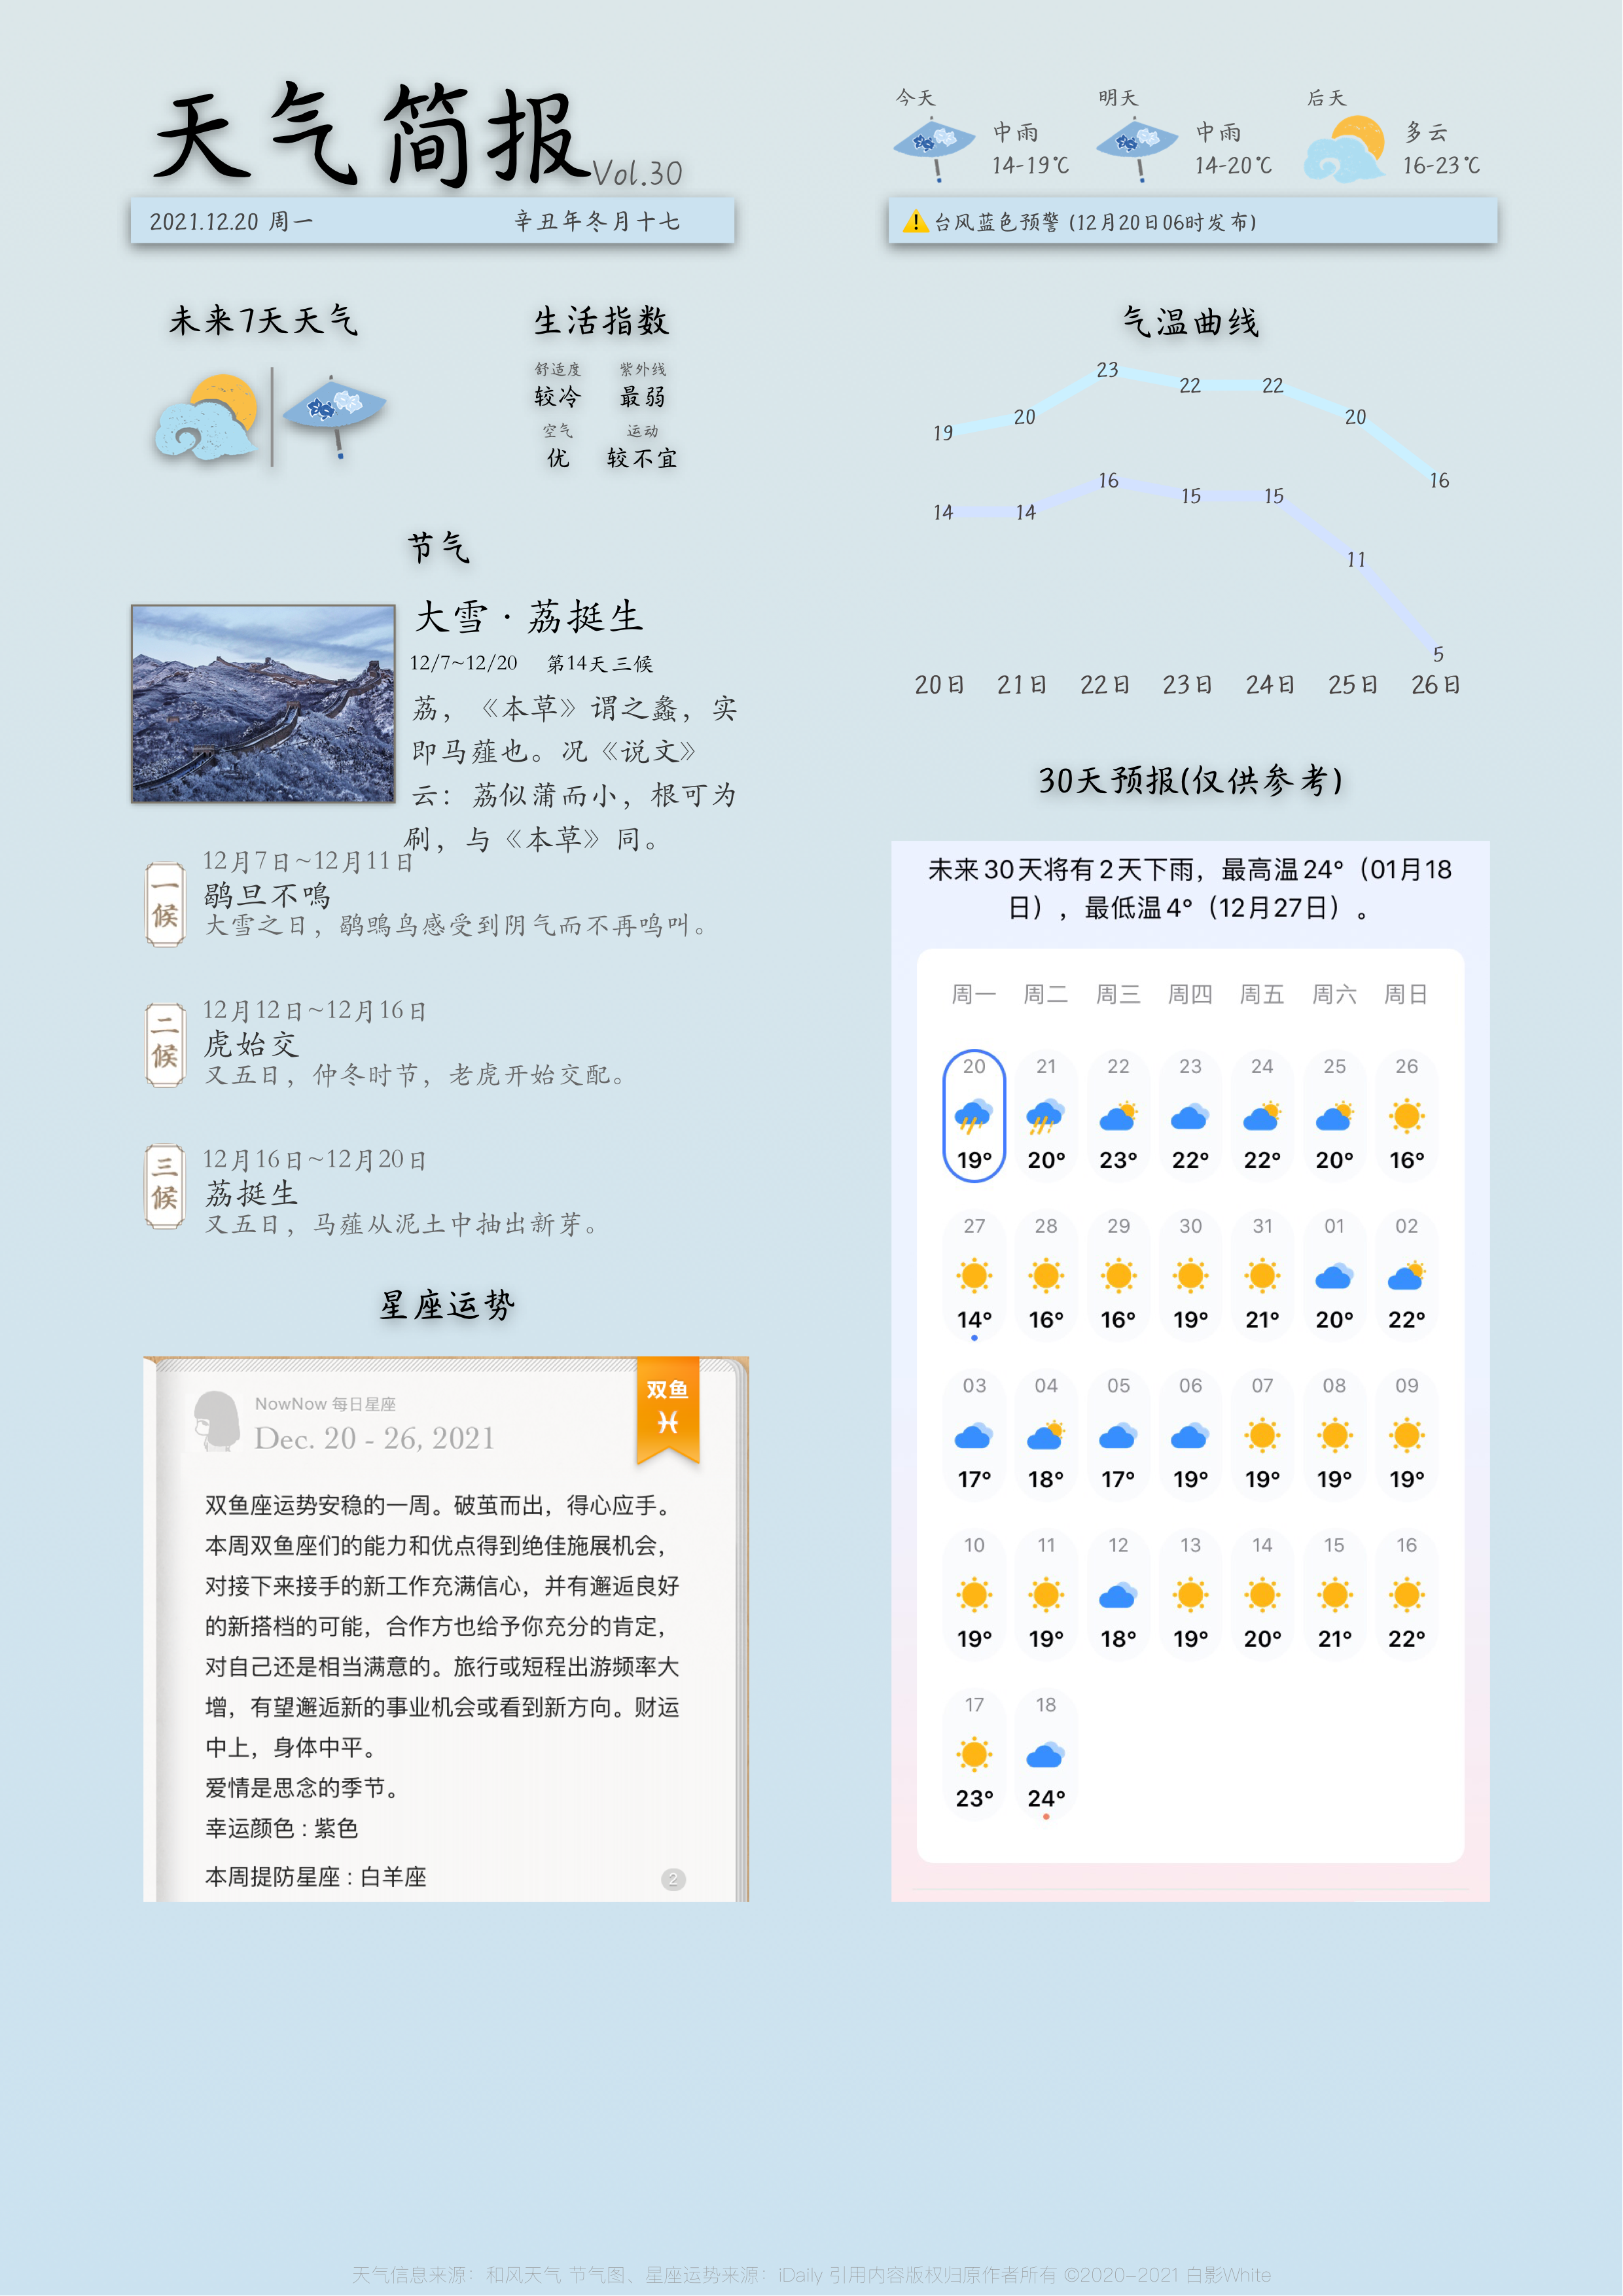 天气简报
Vol.30
2021.12.20 周一
辛丑年冬月十七
今天
中雨
14-19℃
明天
中雨
14-20℃
后天
多云
16-23℃
台风蓝色预警 (12月20日06时发布)
未来7天天气
生活指数
舒适度 紫外线
较冷 最弱
空气 运动
优 较不宜
节气
大雪·荔挺生
12/7~12/20 第14天 三候
荔，《本草》谓之蠡，实
即马薤也。况《说文》
云：荔似蒲而小，根可为
刷，与《本草》同。
一候
12月7日~12月11日
鹖旦不鳴
大雪之日，鹖鴠鸟感受到阴气而不再鸣叫。
二候
12月12日~12月16日
虎始交
又五日，仲冬时节，老虎开始交配。
三候
12月16日~12月20日
荔挺生
又五日，马薤从泥土中抽出新芽。
星座运势
NowNow 每日星座
Dec. 20 - 26, 2021
双鱼
♓
双鱼座运势安稳的一周。破茧而出，得心应手。
本周双鱼座们的能力和优点得到绝佳施展机会，
对接下来接手的新工作充满信心，并有邂逅良好
的新搭档的可能，合作方也给予你充分的肯定，
对自己还是相当满意的。旅行或短程出游频率大
增，有望邂逅新的事业机会或看到新方向。财运
中上，身体中平。
爱情是思念的季节。
幸运颜色 : 紫色
本周提防星座 : 白羊座
2
气温曲线
19 20 23 22 22 20 16
14 14 16 15 15 11 5
20日 21日 22日 23日 24日 25日 26日
30天预报(仅供参考)
未来30天将有2天下雨，最高温24°（01月18
日），最低温4°（12月27日）。
周一 周二 周三 周四 周五 周六 周日
20 21 22 23 24 25 26
19° 20° 23° 22° 22° 20° 16°
27 28 29 30 31 01 02
14° 16° 16° 19° 21° 20° 22°
03 04 05 06 07 08 09
17° 18° 17° 19° 19° 19° 19°
10 11 12 13 14 15 16
19° 19° 18° 19° 20° 21° 22°
17 18
23° 24°
天气信息来源：和风天气 节气图、星座运势来源：iDaily 引用内容版权归原作者所有 ©2020-2021 白影White